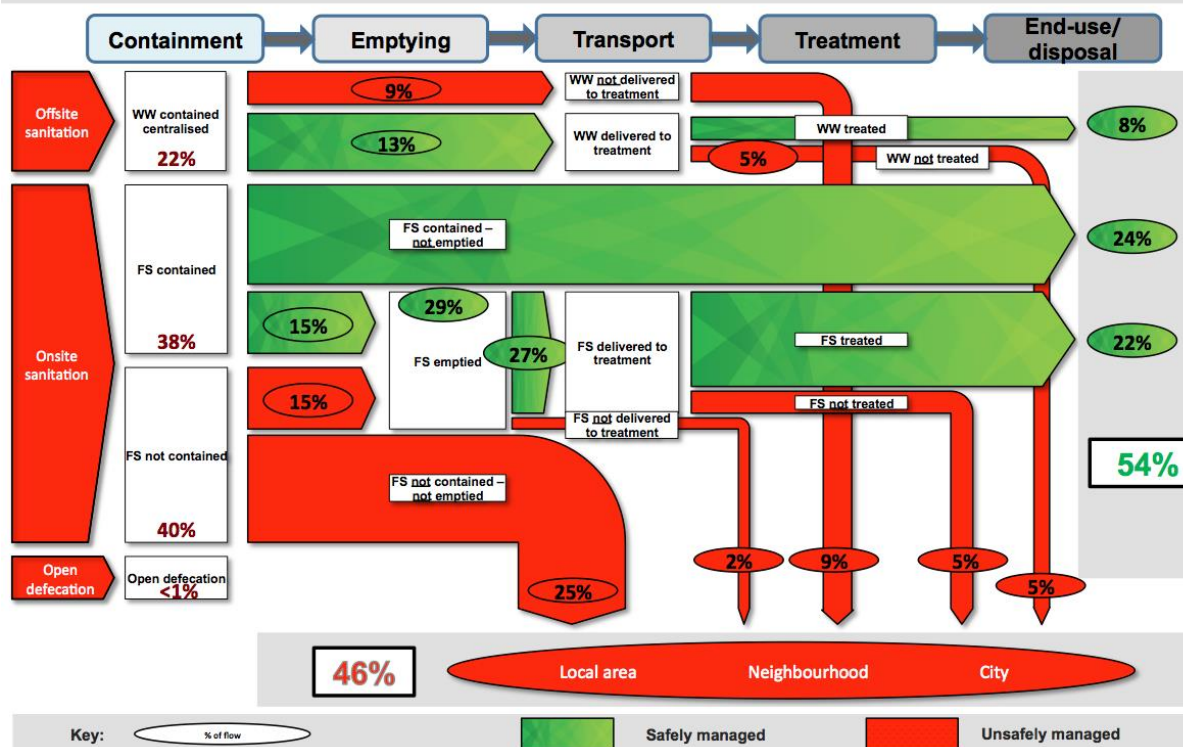 Containment
Emptying
Transport
Treatment
End-use/
disposal
Offsite
sanitation
WW contained
centralised
22%
9%
WW not delivered
to treatment
13%
WW delivered to
treatment
WW treated
8%
5%
WW not treated
Onsite
sanitation
FS contained
38%
FS contained –
not emptied
24%
15%
29%
FS emptied
27%
FS delivered to
treatment
FS treated
22%
15%
FS not delivered
to treatment
FS not treated
FS not contained
40%
FS not contained –
not emptied
54%
Open
defecation
Open defecation
<1%
25%
2%
9%
5%
5%
46%
Local area
Neighbourhood
City
Key:
% of flow
Safely managed
Unsafely managed